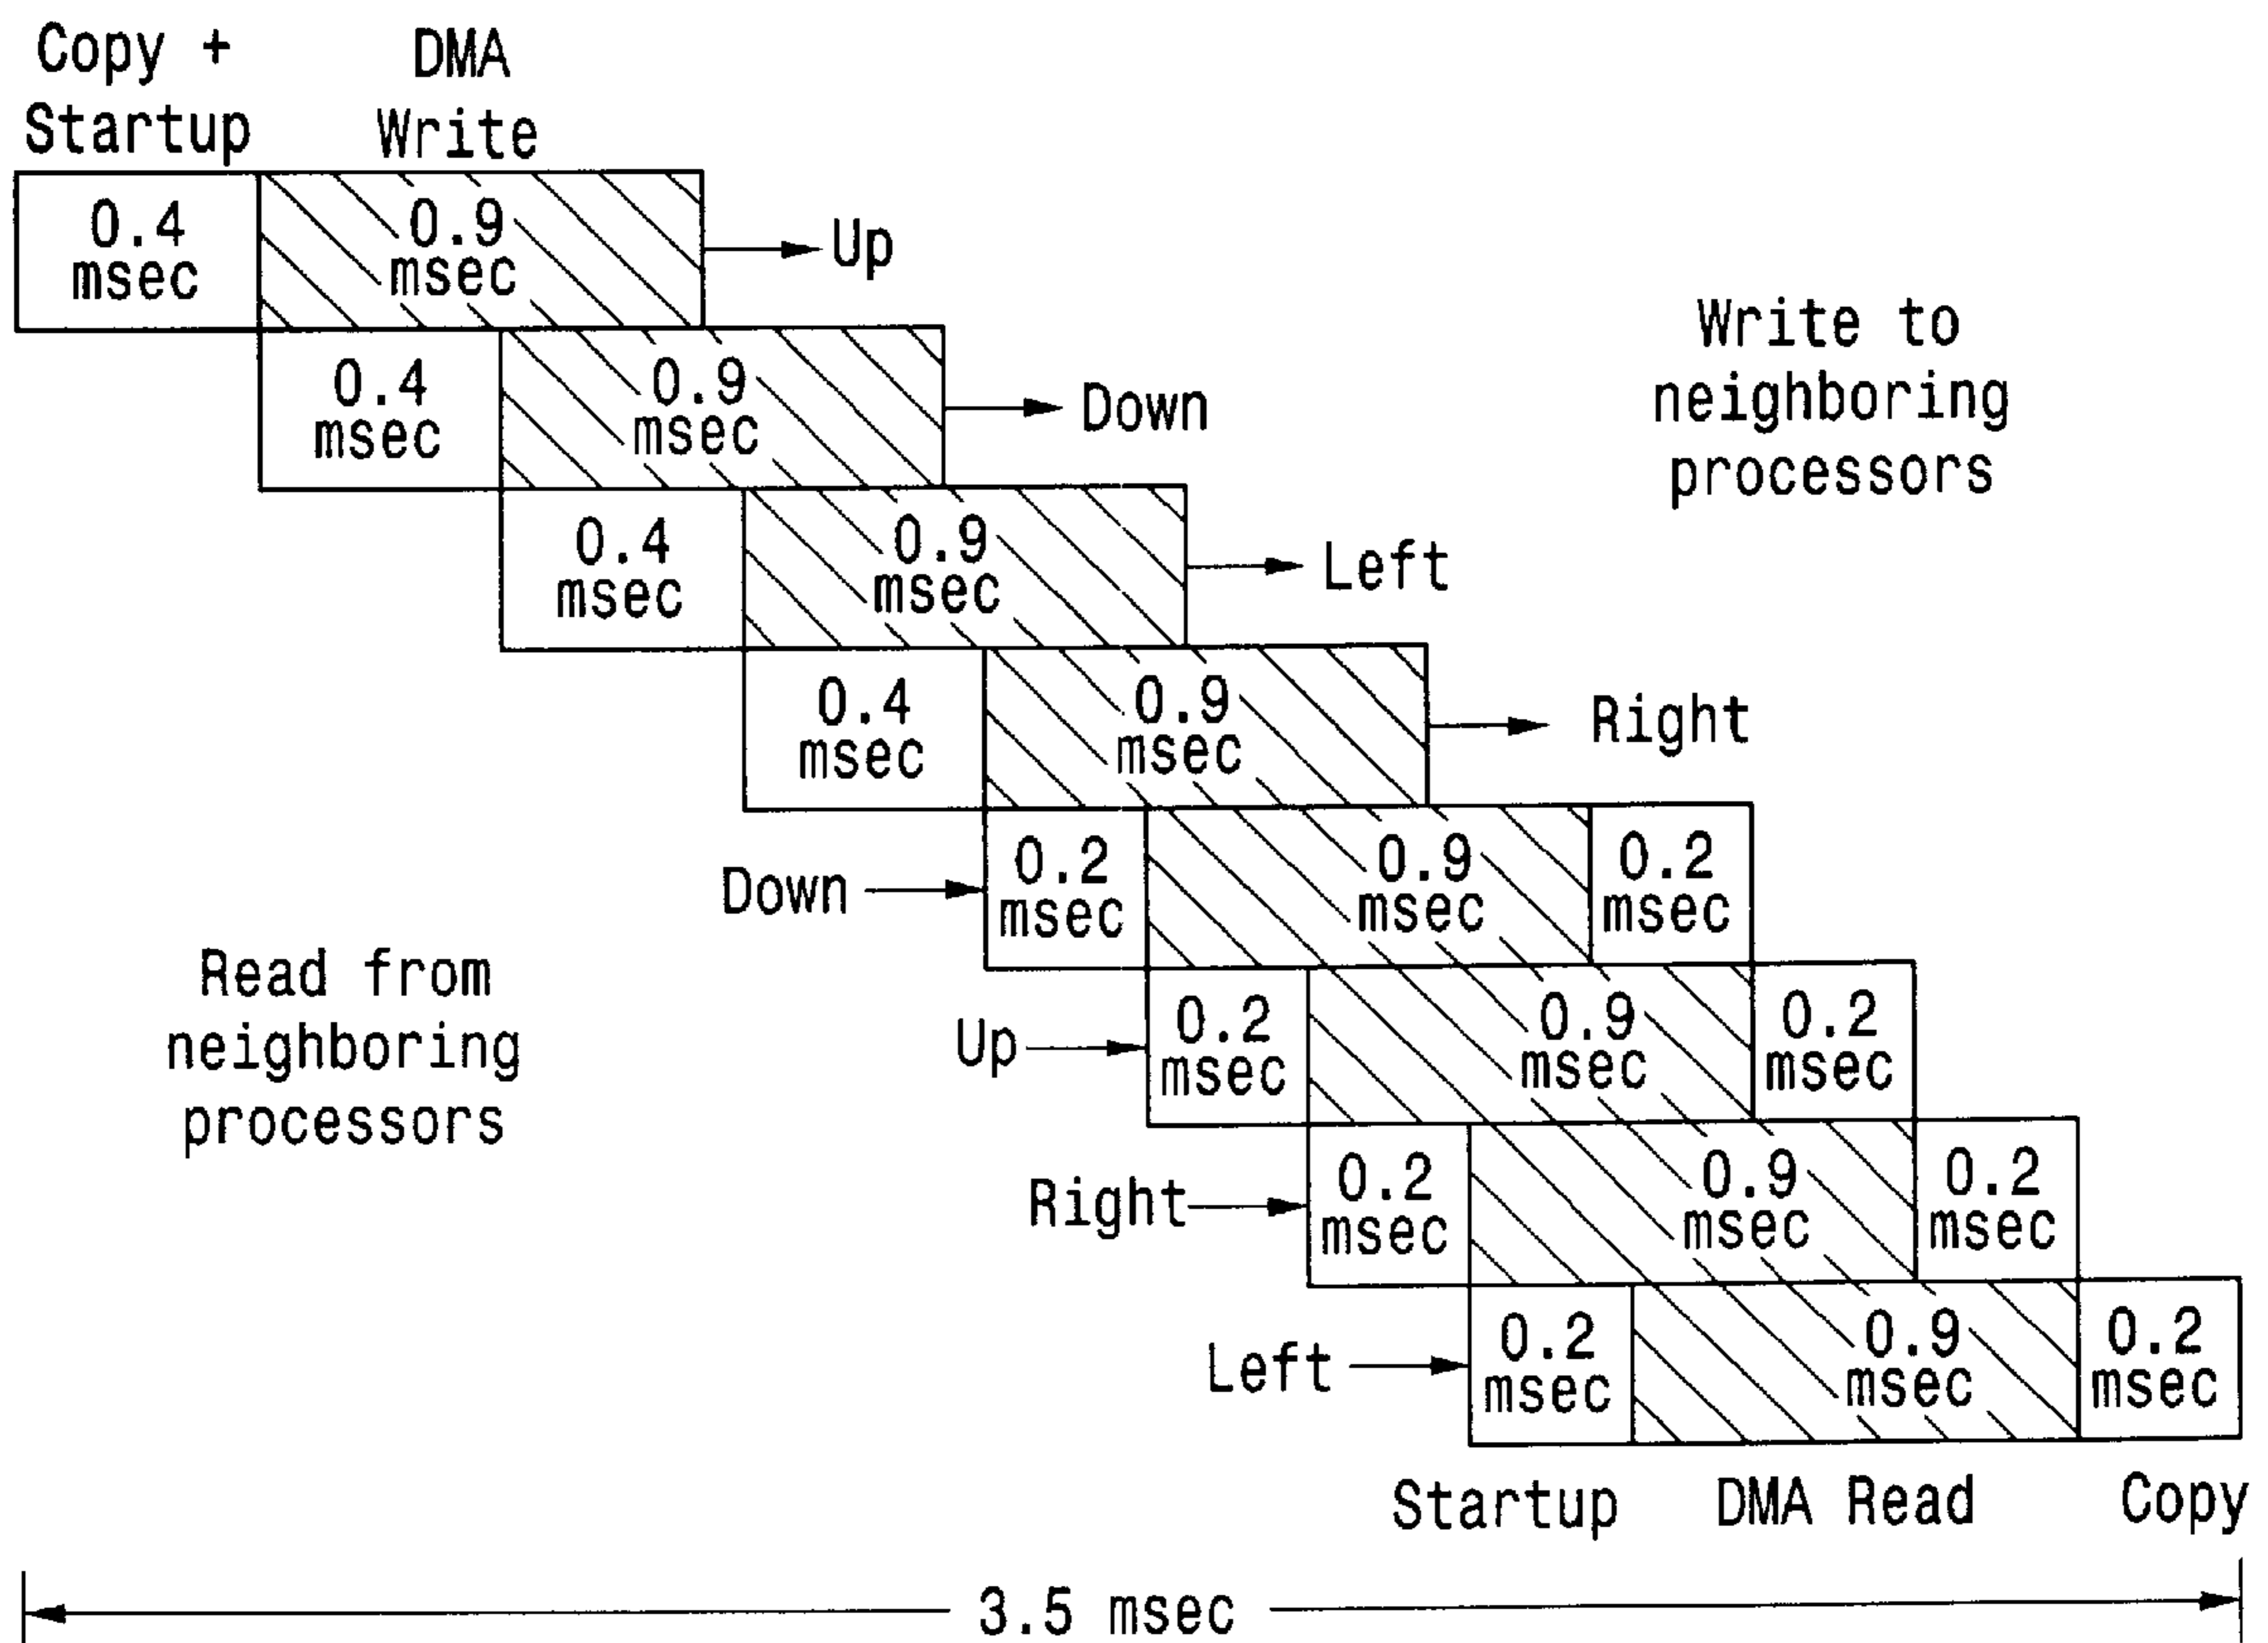 Copy +
Startup
DMA
Write
0.4
msec
0.9
msec
Up
0.4
msec
0.9
msec
Down
Write to
neighboring
processors
0.4
msec
0.9
msec
Left
0.4
msec
0.9
msec
Right
Down
0.2
msec
0.9
msec
0.2
msec
Read from
neighboring
processors
Up
0.2
msec
0.9
msec
0.2
msec
Right
0.2
msec
0.9
msec
0.2
msec
Left
0.2
msec
0.9
msec
0.2
msec
Startup
DMA Read
Copy
3.5 msec